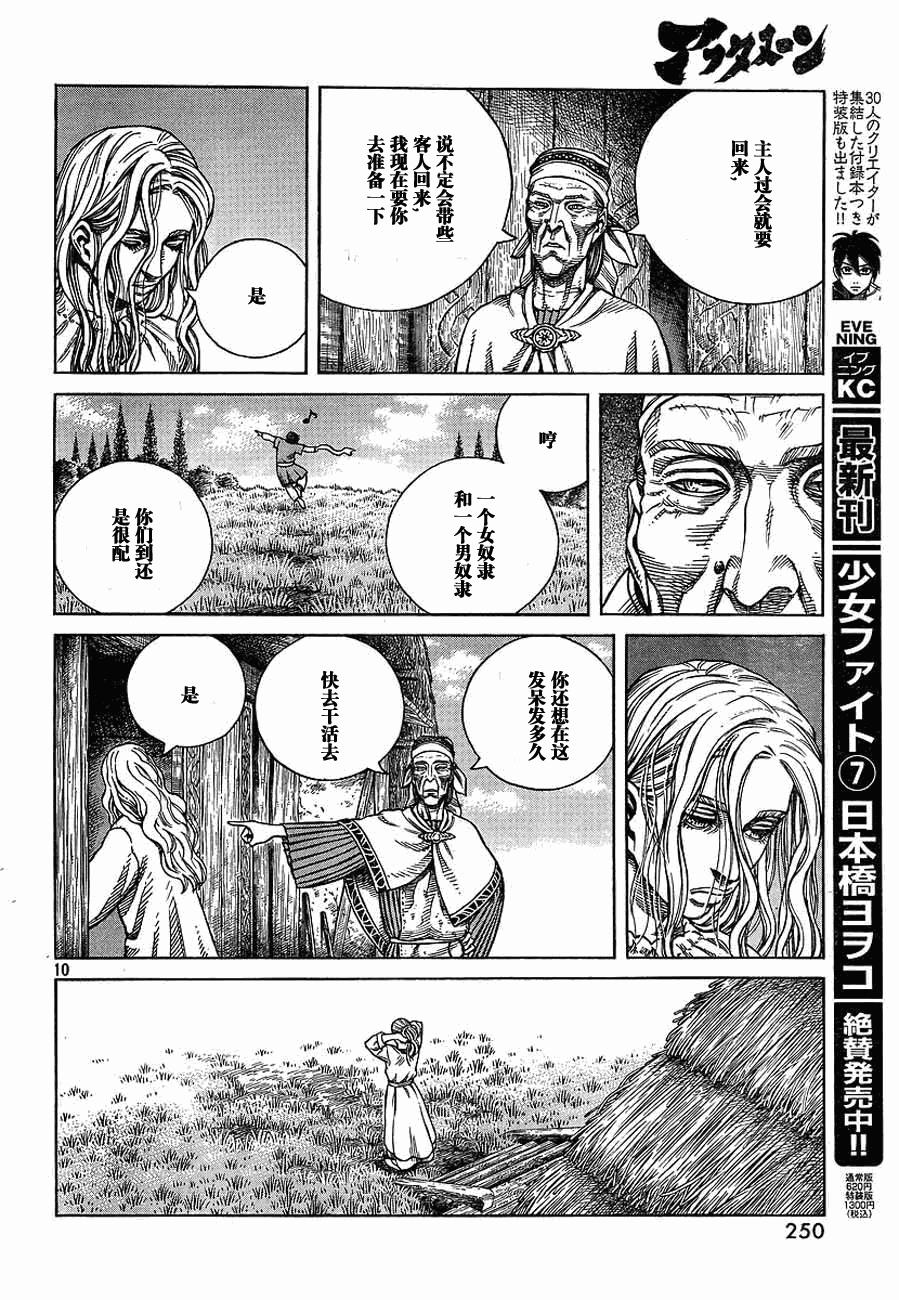 主人过会就要
回来,
说不定会带些
客人回来,
我现在要你
去准备一下
是
哼
一个女奴隶
和一个男奴隶
你们到还
是很配
你还想在这
发呆发多久
快去干活去
是
10
250
アフタヌーン
30人のクリエイターが
集結した付録本つき
特装版も出ました!!
EVE
NING
イブ
ニング
KC
最新刊
少女ファイト⑦
日本橋ヨヲコ
絶賛発売中!!
通常版
620円
特装版
1300円
(税込)